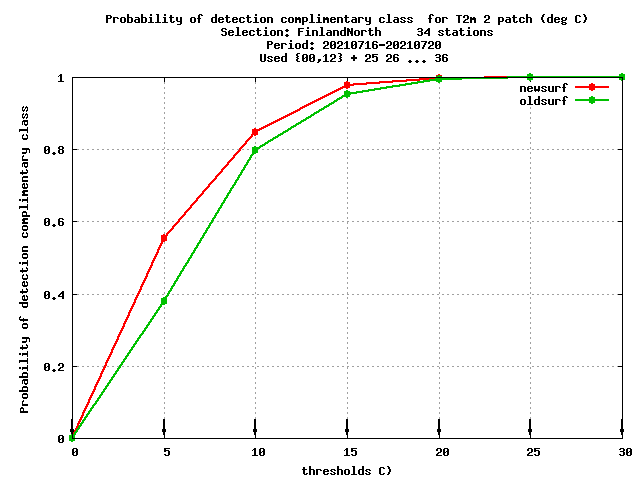 Probability of detection complimentary class  for T2m 2 patch (deg C)
Selection: FinlandNorth     34 stations
Period: 20210716-20210720
Used {00,12} + 25 26 ... 36
newsurf
oldsurf
Probability of detection complimentary class
1
0.8
0.6
0.4
0.2
0
0 5 10 15 20 25 30
thresholds C)